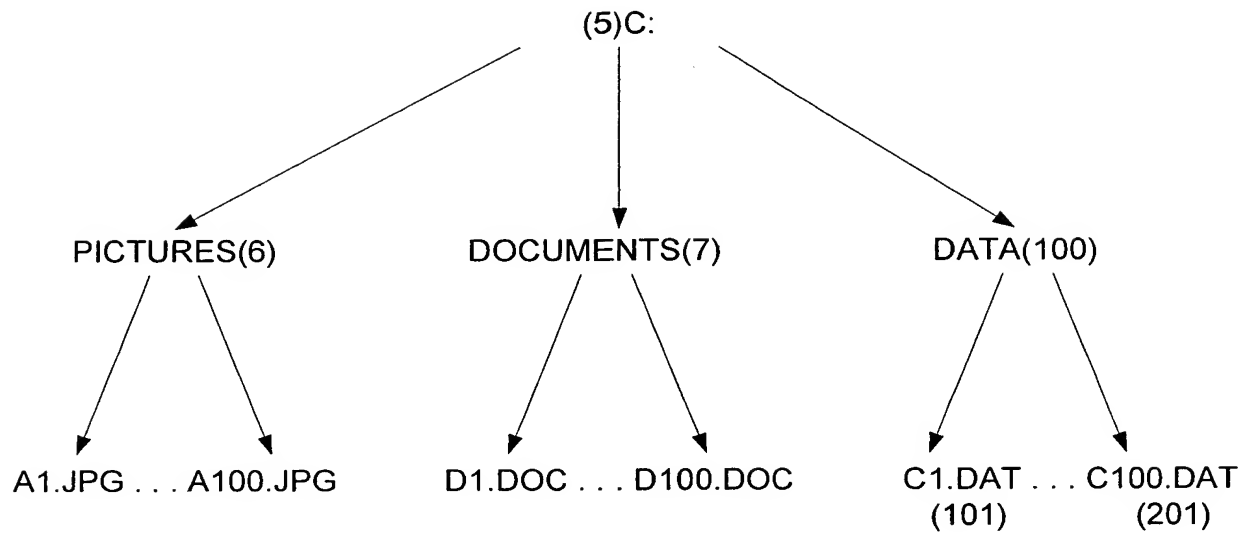 (5)C:
PICTURES(6) DOCUMENTS(7) DATA(100)
A1.JPG . . . A100.JPG D1.DOC . . . D100.DOC C1.DAT . . . C100.DAT
(101) (201)